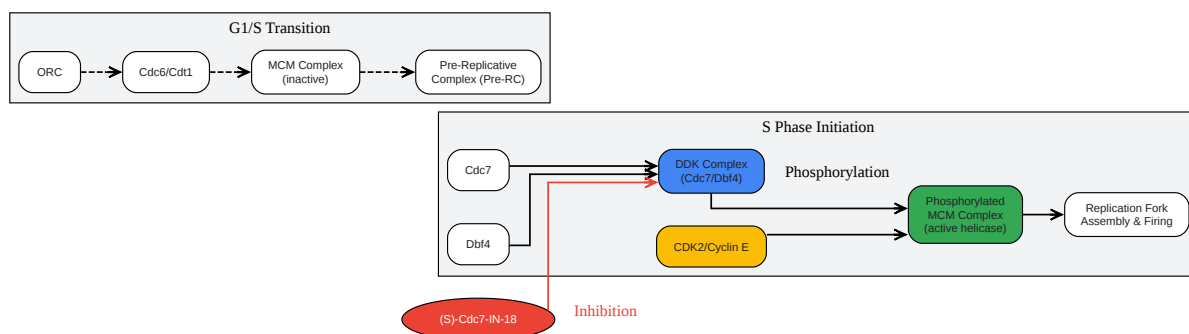 G1/S Transition
ORC
Cdc6/Cdt1
MCM Complex
(inactive)
Pre-Replicative
Complex (Pre-RC)
S Phase Initiation
Cdc7
Dbf4
DDK Complex
(Cdc7/Dbf4)
Phosphorylation
CDK2/Cyclin E
Phosphorylated
MCM Complex
(active helicase)
Replication Fork
Assembly & Firing
(S)-Cdc7-IN-18
Inhibition